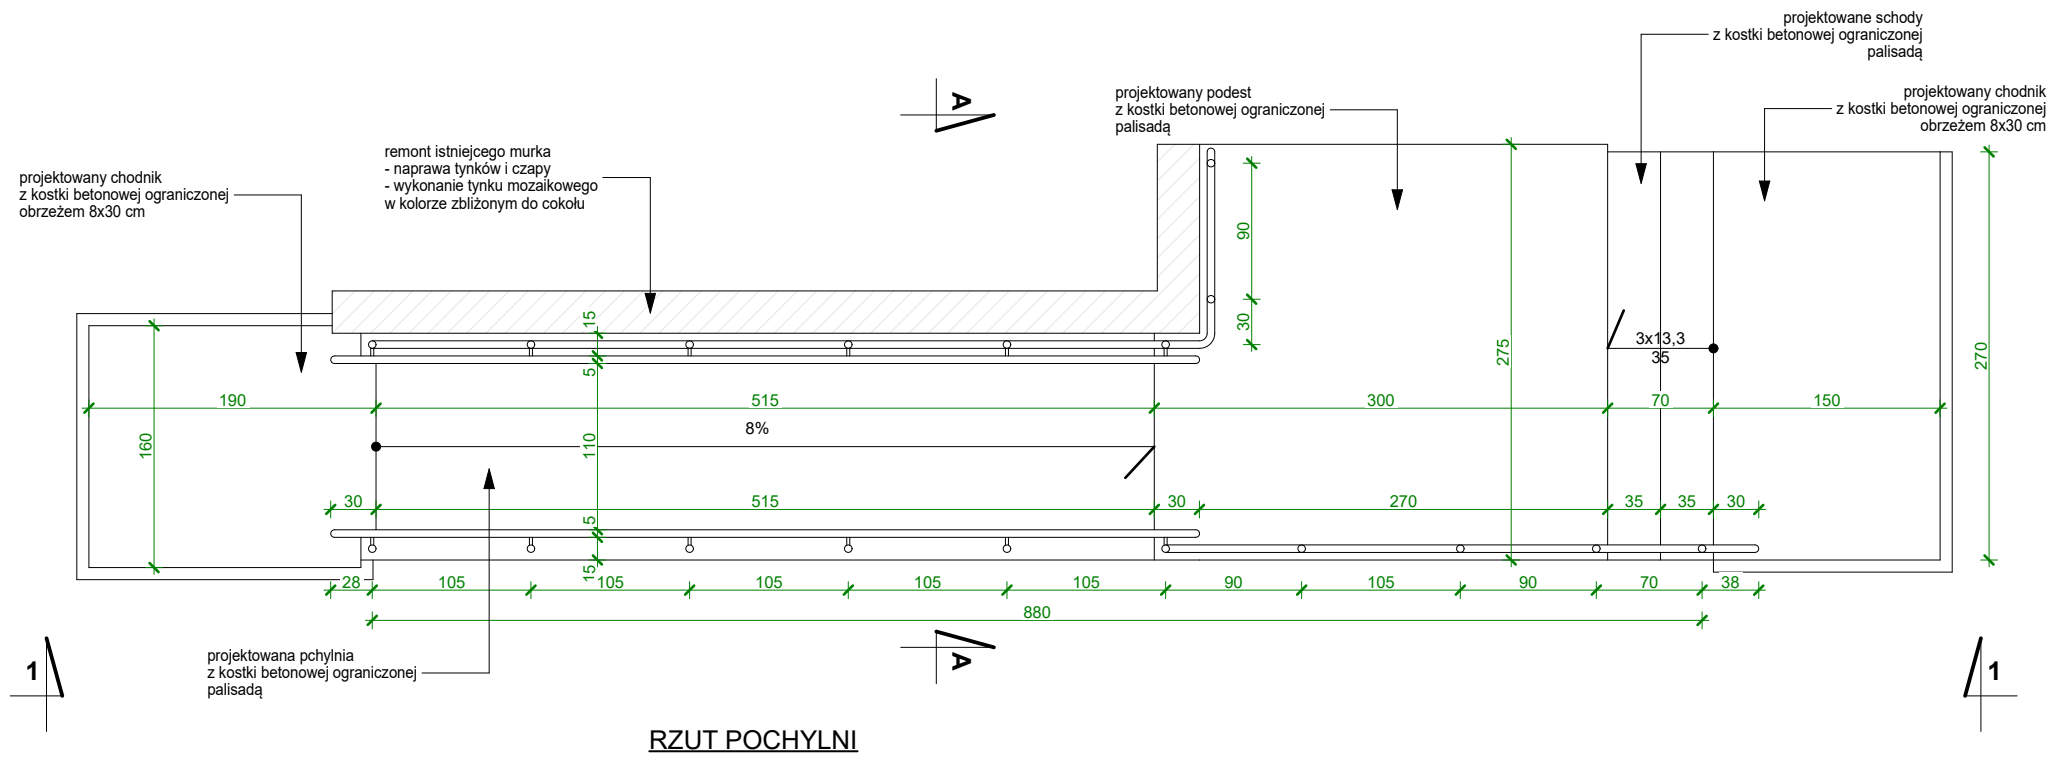 projektowane schody
z kostki betonowej ograniczonej
palisadą
projektowany podest
z kostki betonowej ograniczonej
palisadą
projektowany chodnik
z kostki betonowej ograniczonej
obrzeżem 8x30 cm
A
remont istniejcego murka
- naprawa tynków i czapy
- wykonanie tynku mozaikowego
w kolorze zbliżonym do cokołu
projektowany chodnik
z kostki betonowej ograniczonej
obrzeżem 8x30 cm
90
30
15
5
275
3x13,3
35
270
190
515
300
70
150
8%
160
110
30
515
30
270
35
35
30
5
15
28
105
105
105
105
105
90
105
90
70
38
880
projektowana pchylnia
z kostki betonowej ograniczonej
palisadą
A
1
1
RZUT POCHYLNI